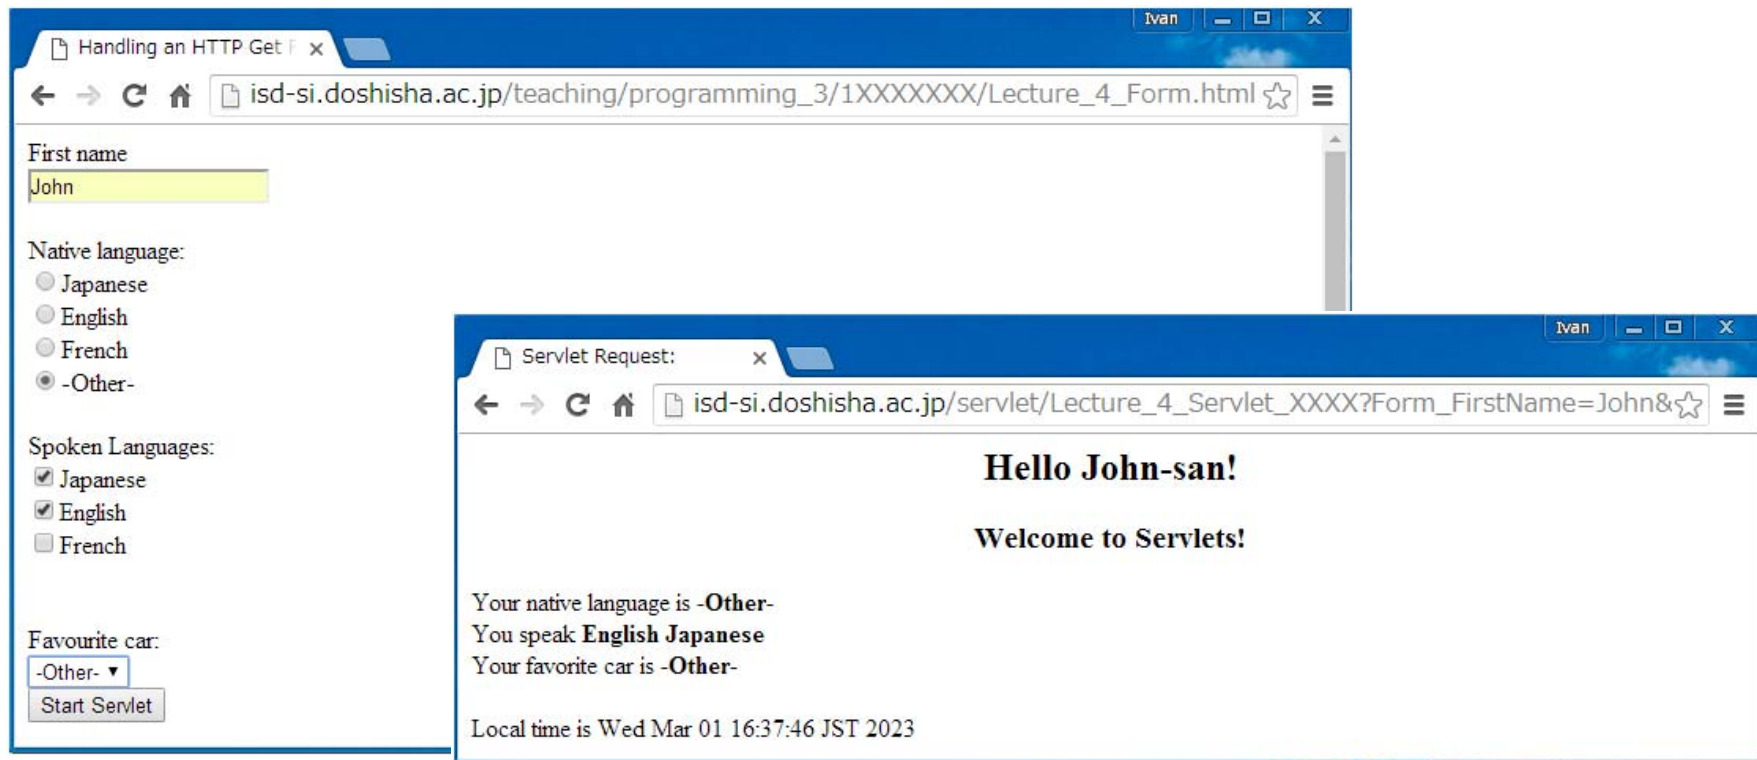 Ivan
Handling an HTTP Get
isd-si.doshisha.ac.jp/teaching/programming_3/1XXXXXXX/Lecture_4_Form.html
First name
John
Native language:
Japanese
English
French
-Other-
Spoken Languages:
Japanese
English
French
Favourite car:
-Other-
Start Servlet
Ivan
Servlet Request:
isd-si.doshisha.ac.jp/servlet/Lecture_4_Servlet_XXXX?Form_FirstName=John&
Hello John-san!
Welcome to Servlets!
Your native language is -Other-
You speak English Japanese
Your favorite car is -Other-
Local time is Wed Mar 01 16:37:46 JST 2023